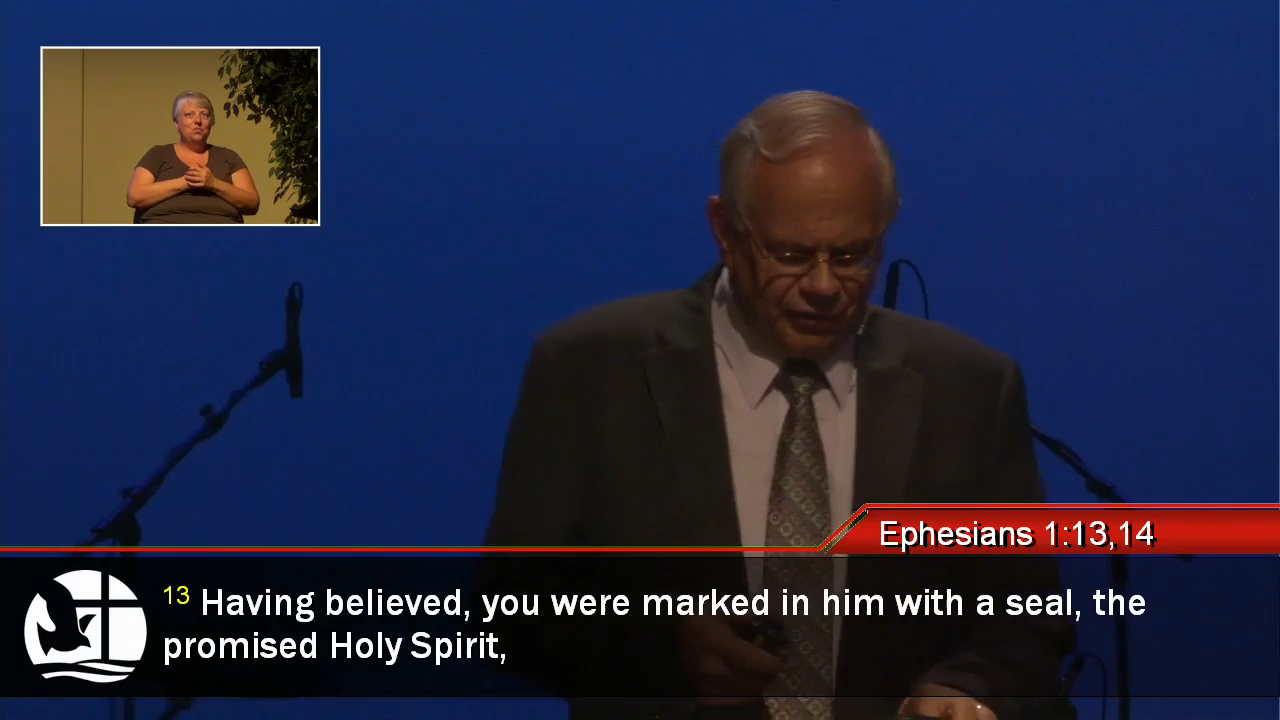 Ephesians 1:13,14
13 Having believed, you were marked in him with a seal, the
promised Holy Spirit,